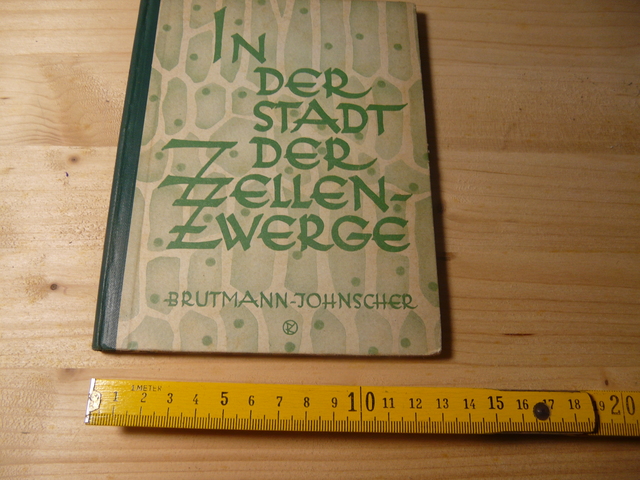 IN
DER
STADT
DER
ZELLEN-
ZWERGE
BRUTMANN-JOHNSCHER
1 METER
1 2 3 4 5 6 7 8 9 10 11 12 13 14 15 16 17 18 9 20